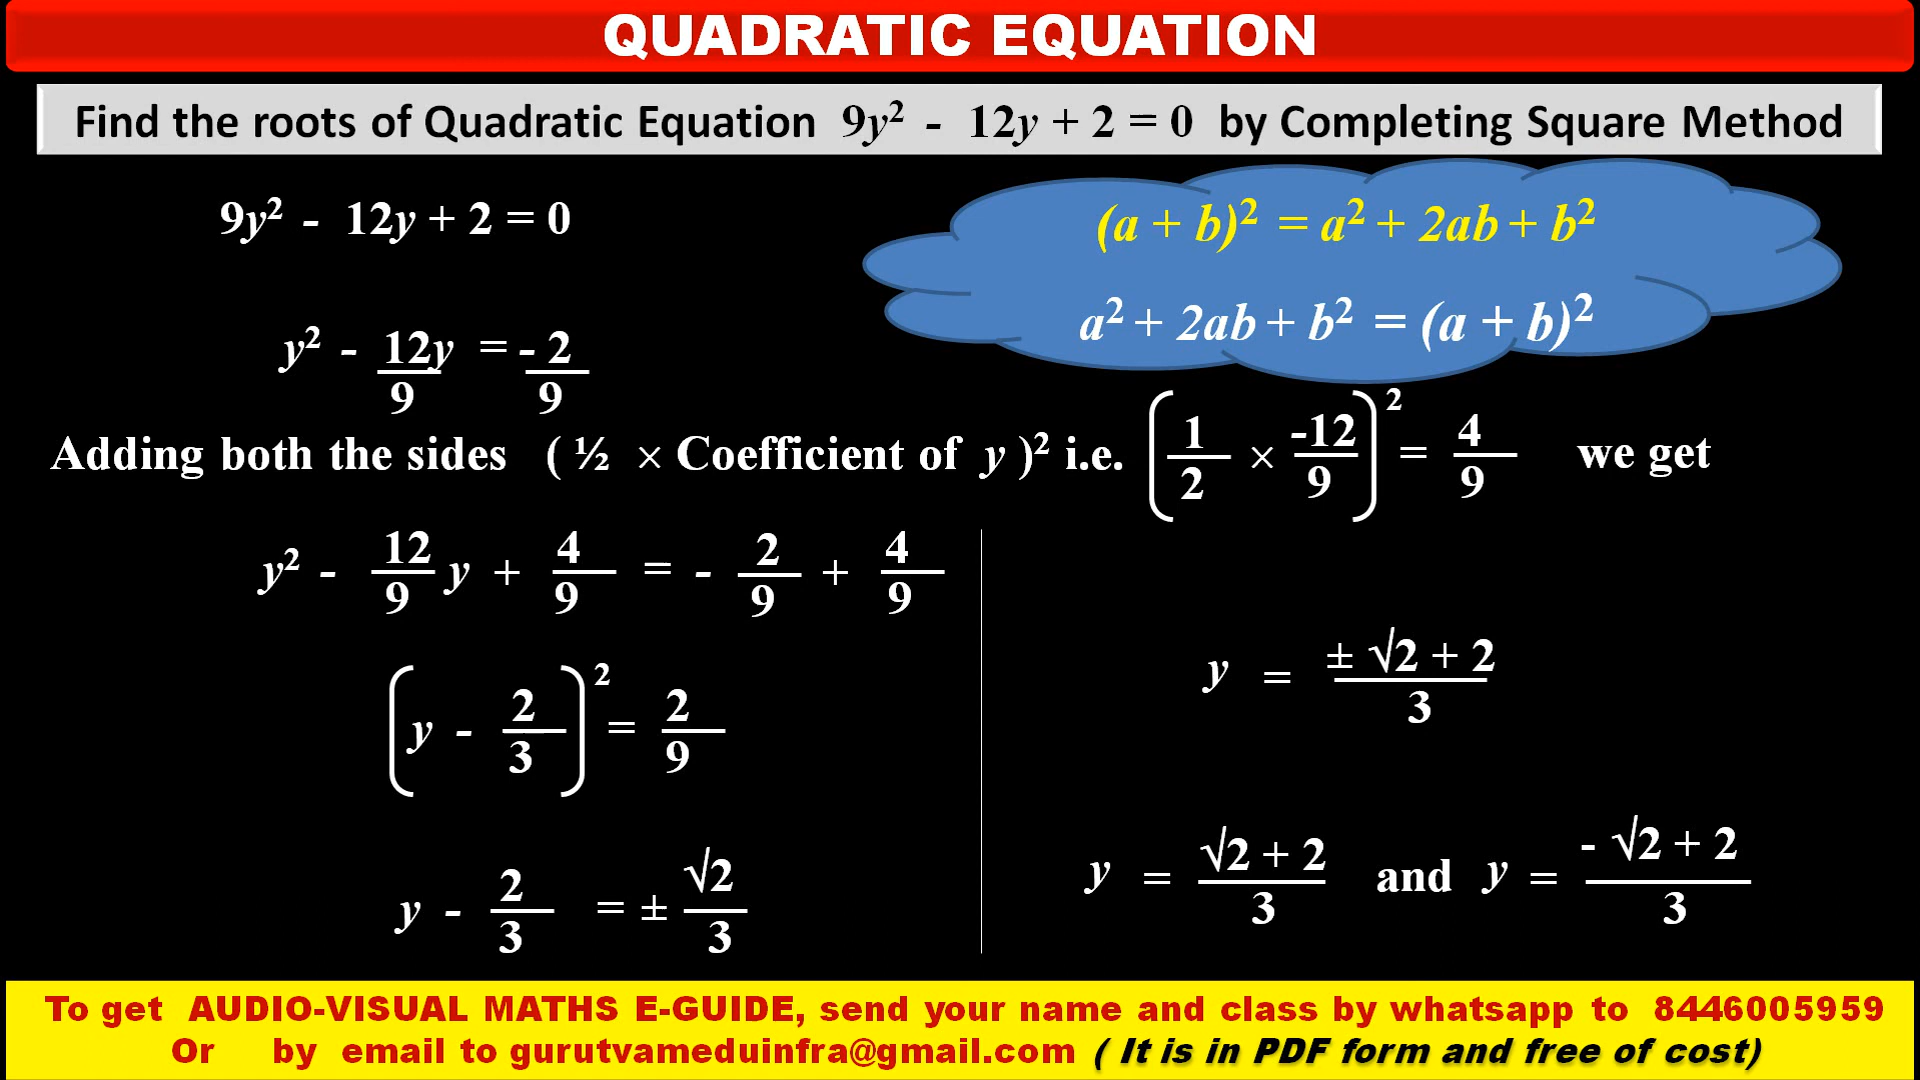 QUADRATIC EQUATION
Find the roots of Quadratic Equation 9y² - 12y + 2 = 0 by Completing Square Method
9y² - 12y + 2 = 0
(a + b)² = a² + 2ab + b²
a² + 2ab + b² = (a + b)²
y² - 12y/9 = - 2/9
Adding both the sides ( ½ × Coefficient of y )² i.e. (1/2 × -12/9)² = 4/9 we get
y² - 12/9 y + 4/9 = - 2/9 + 4/9
(y - 2/3)² = 2/9
y - 2/3 = ± √2/3
y = (± √2 + 2)/3
y = (√2 + 2)/3 and y = (- √2 + 2)/3
To get AUDIO-VISUAL MATHS E-GUIDE, send your name and class by whatsapp to 8446005959
Or by email to gurutvameduinfra@gmail.com ( It is in PDF form and free of cost)